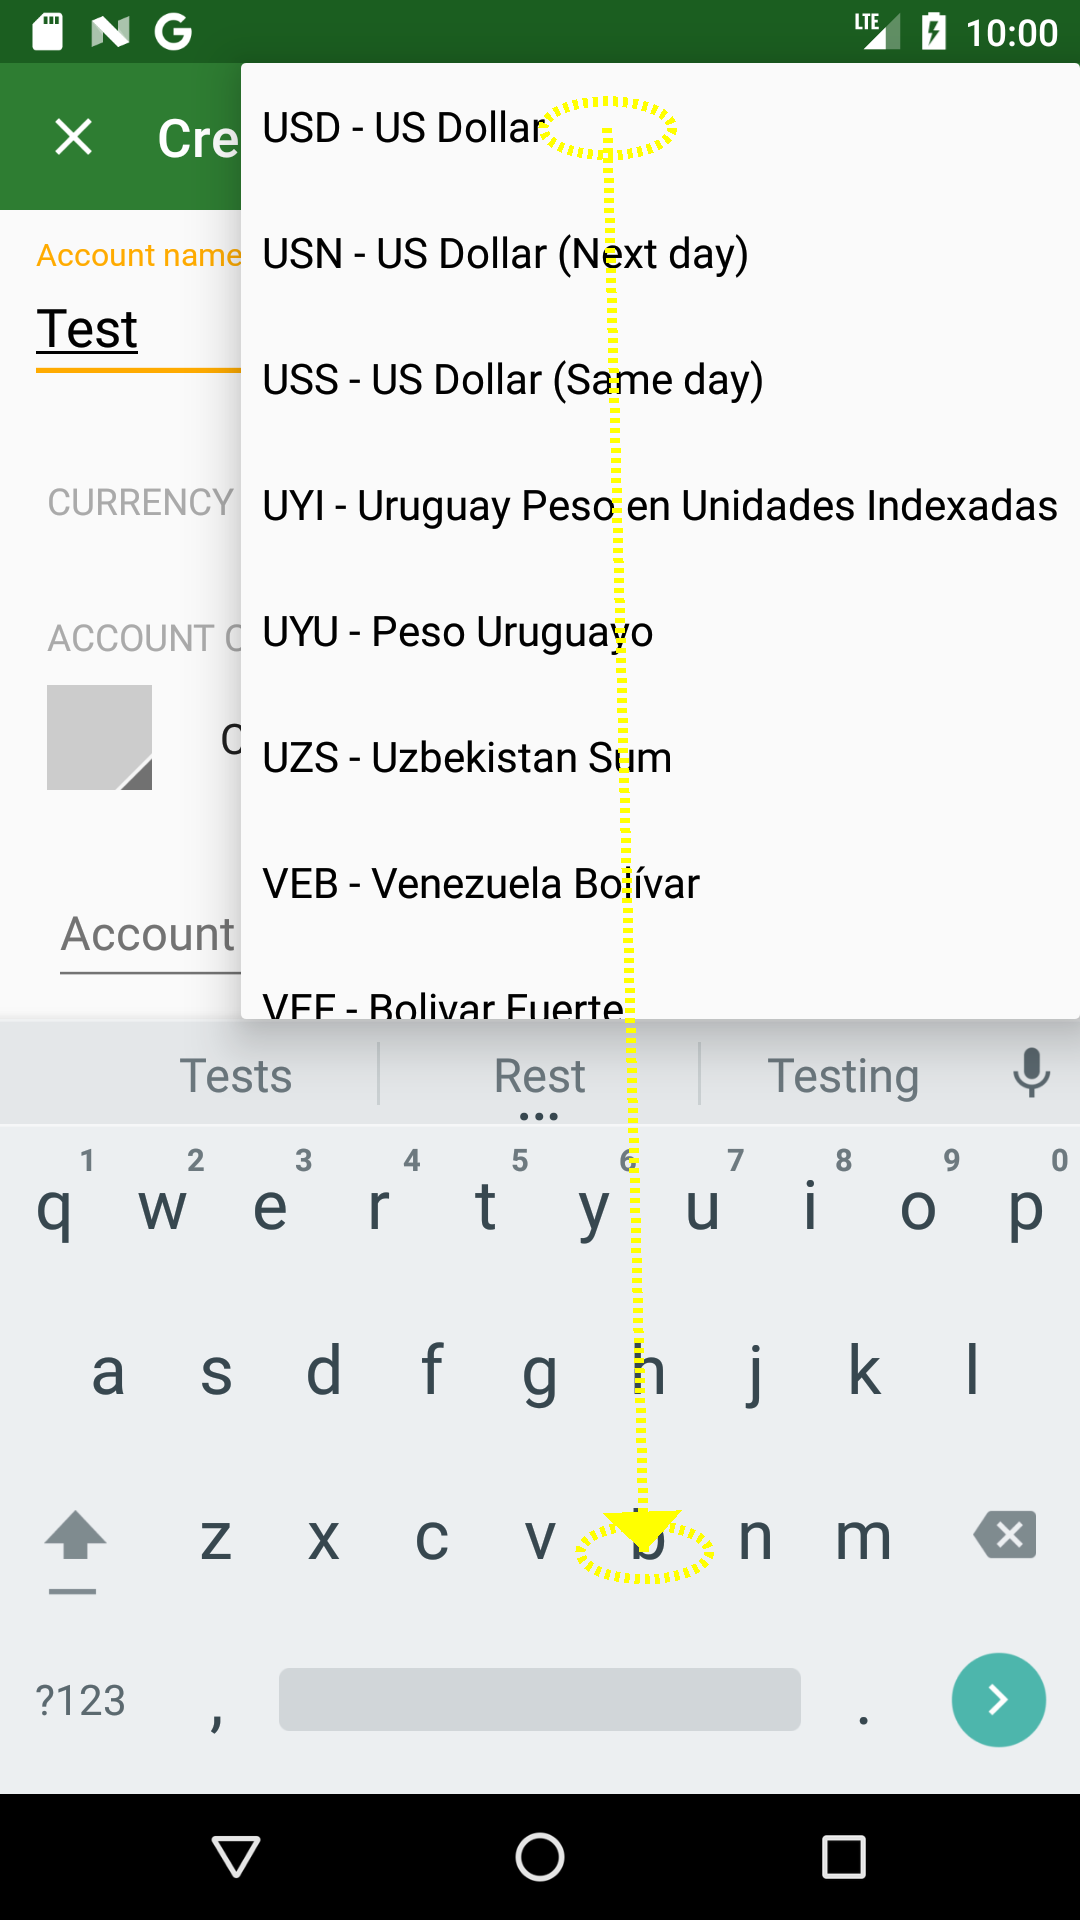 LTE 10:00
Cre
USD - US Dollar
Account name
USN - US Dollar (Next day)
Test
USS - US Dollar (Same day)
CURRENCY
UYI - Uruguay Peso en Unidades Indexadas
ACCOUNT C
UYU - Peso Uruguayo
UZS - Uzbekistan Sum
VEB - Venezuela Bolívar
Account
VEF - Bolivar Fuerte
Tests Rest Testing
1 2 3 4 5 6 7 8 9 0
q w e r t y u i o p
a s d f g h j k l
z x c v b n m
?123 , .